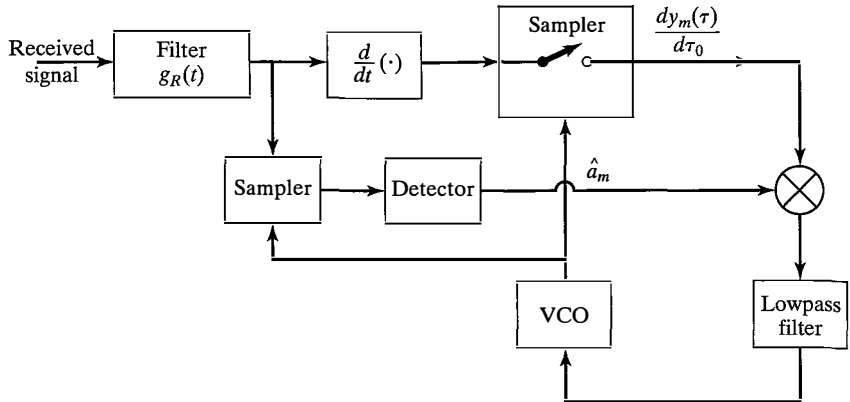 Received
signal
Filter
g_R(t)
d/dt (·)
Sampler
dy_m(τ)/dτ_0
Sampler
Detector
â_m
VCO
Lowpass
filter